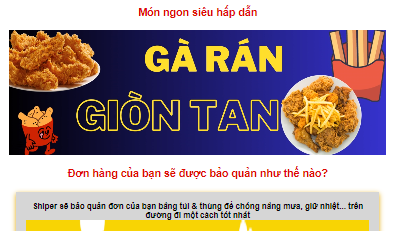 Món ngon siêu hấp dẫn
GÀ RÁN
GIÒN TAN
Đơn hàng của bạn sẽ được bảo quản như thế nào?
Shiper sẽ bảo quản đơn của bạn bằng túi & thùng để chống nắng mưa, giữ nhiệt... trên
đường đi một cách tốt nhất